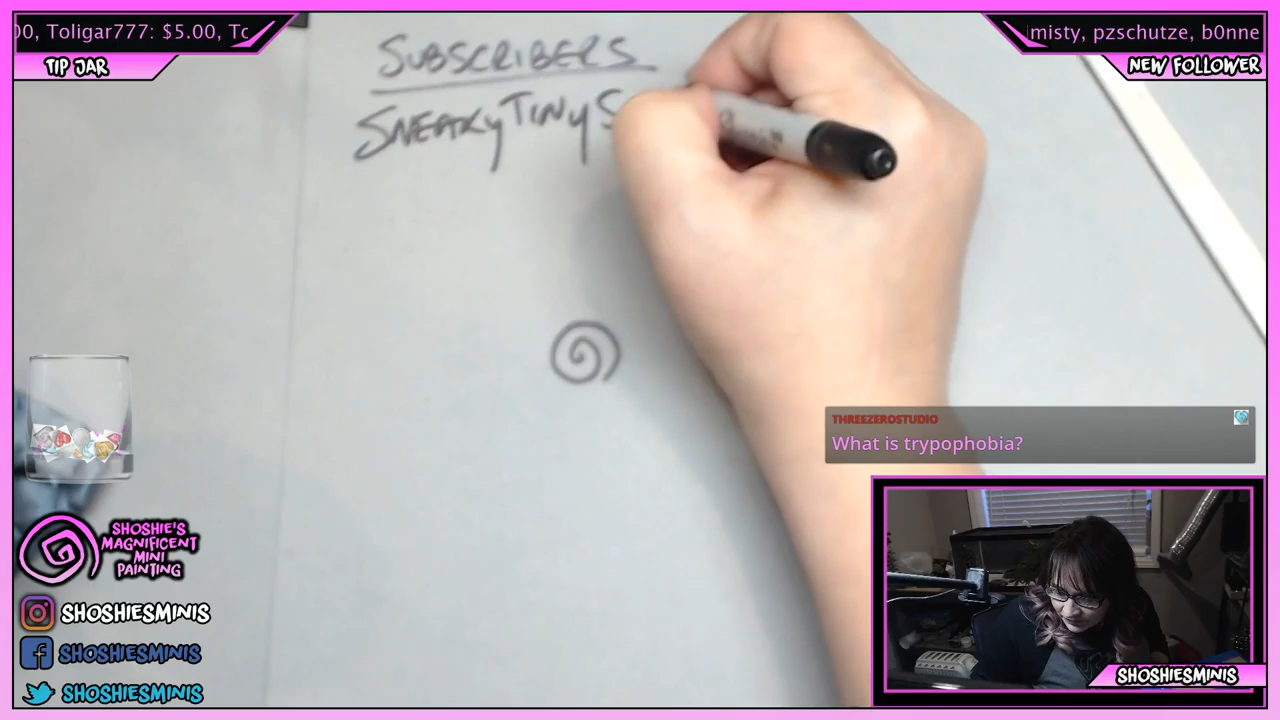 00, Toligar777: $5.00, To
TIP JAR
misty, pzschutze, b0nne
NEW FOLLOWER
SUBSCRIBERS
SNEAKYTINYS
THREEZEROSTUDIO
What is trypophobia?
SHOSHIE'S
MAGNIFICENT
MINI
PAINTING
SHOSHIESMINIS
SHOSHIESMINIS
SHOSHIESMINIS
SHOSHIESMINIS